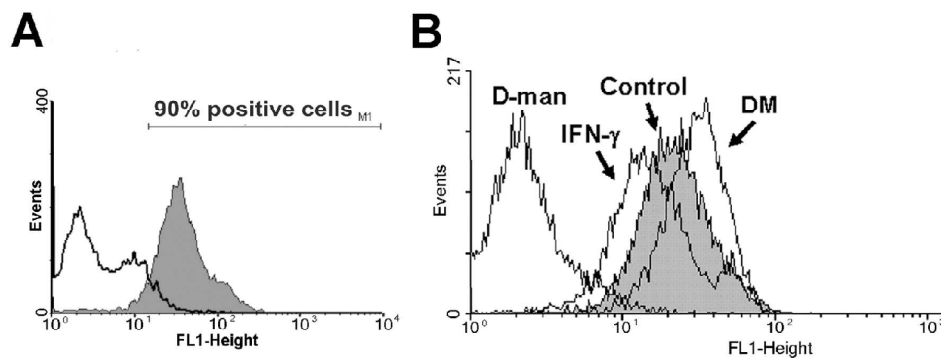 A
400
90% positive cells M1
Events
0
10⁰ 10¹ 10² 10³ 10⁴
FL1-Height
B
217
D-man
Control
IFN-γ
DM
Events
0
10⁰ 10¹ 10² 10³
FL1-Height